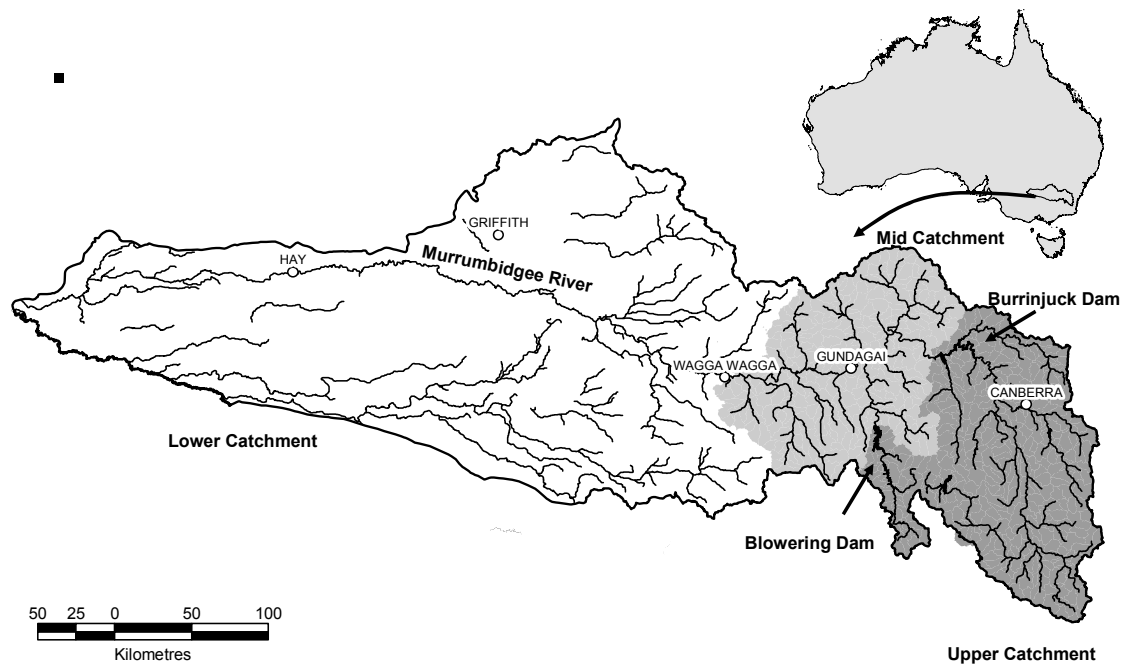 Mid Catchment
GRIFFITH
HAY
Murrumbidgee River
Burrinjuck Dam
WAGGA WAGGA
GUNDAGAI
CANBERRA
Lower Catchment
Blowering Dam
50 25 0 50 100
Kilometres
Upper Catchment